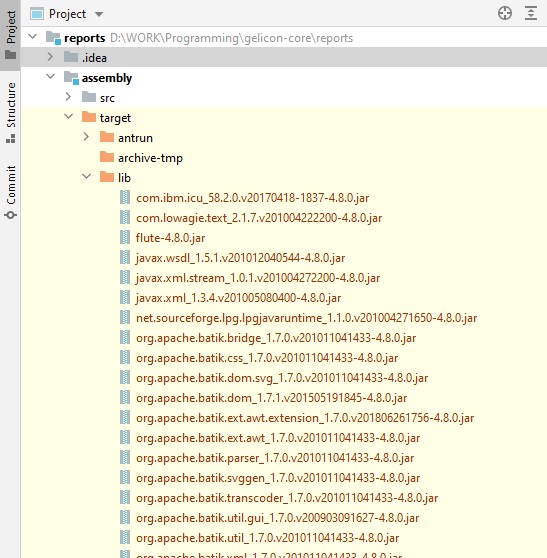 Project
Structure
Commit
Project
reports D:\WORK\Programming\gelicon-core\reports
.idea
assembly
src
target
antrun
archive-tmp
lib
com.ibm.icu_58.2.0.v20170418-1837-4.8.0.jar
com.lowagie.text_2.1.7.v201004222200-4.8.0.jar
flute-4.8.0.jar
javax.wsdl_1.5.1.v201012040544-4.8.0.jar
javax.xml.stream_1.0.1.v201004272200-4.8.0.jar
javax.xml_1.3.4.v201005080400-4.8.0.jar
net.sourceforge.lpg.lpgjavaruntime_1.1.0.v201004271650-4.8.0.jar
org.apache.batik.bridge_1.7.0.v201011041433-4.8.0.jar
org.apache.batik.css_1.7.0.v201011041433-4.8.0.jar
org.apache.batik.dom.svg_1.7.0.v201011041433-4.8.0.jar
org.apache.batik.dom_1.7.1.v201505191845-4.8.0.jar
org.apache.batik.ext.awt.extension_1.7.0.v201806261756-4.8.0.jar
org.apache.batik.ext.awt_1.7.0.v201011041433-4.8.0.jar
org.apache.batik.parser_1.7.0.v201011041433-4.8.0.jar
org.apache.batik.svggen_1.7.0.v201011041433-4.8.0.jar
org.apache.batik.transcoder_1.7.0.v201011041433-4.8.0.jar
org.apache.batik.util.gui_1.7.0.v200903091627-4.8.0.jar
org.apache.batik.util_1.7.0.v201011041433-4.8.0.jar
org.apache.batik.xml_1.7.0.v201011041433-4.8.0.jar